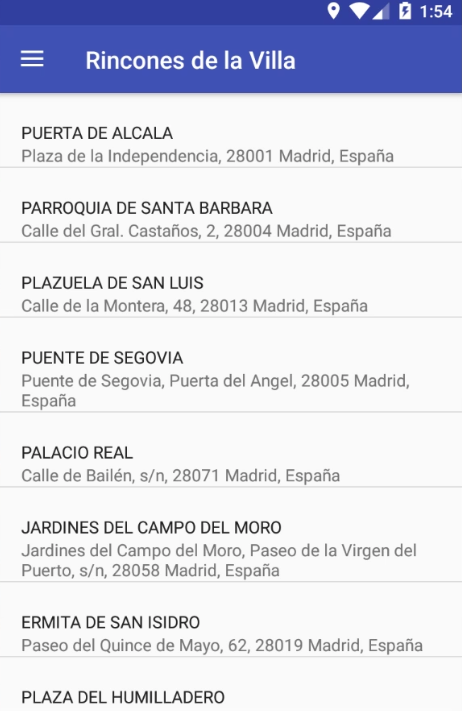 1:54
Rincones de la Villa
PUERTA DE ALCALA
Plaza de la Independencia, 28001 Madrid, España
PARROQUIA DE SANTA BARBARA
Calle del Gral. Castaños, 2, 28004 Madrid, España
PLAZUELA DE SAN LUIS
Calle de la Montera, 48, 28013 Madrid, España
PUENTE DE SEGOVIA
Puente de Segovia, Puerta del Angel, 28005 Madrid,
España
PALACIO REAL
Calle de Bailén, s/n, 28071 Madrid, España
JARDINES DEL CAMPO DEL MORO
Jardines del Campo del Moro, Paseo de la Virgen del
Puerto, s/n, 28058 Madrid, España
ERMITA DE SAN ISIDRO
Paseo del Quince de Mayo, 62, 28019 Madrid, España
PLAZA DEL HUMILLADERO